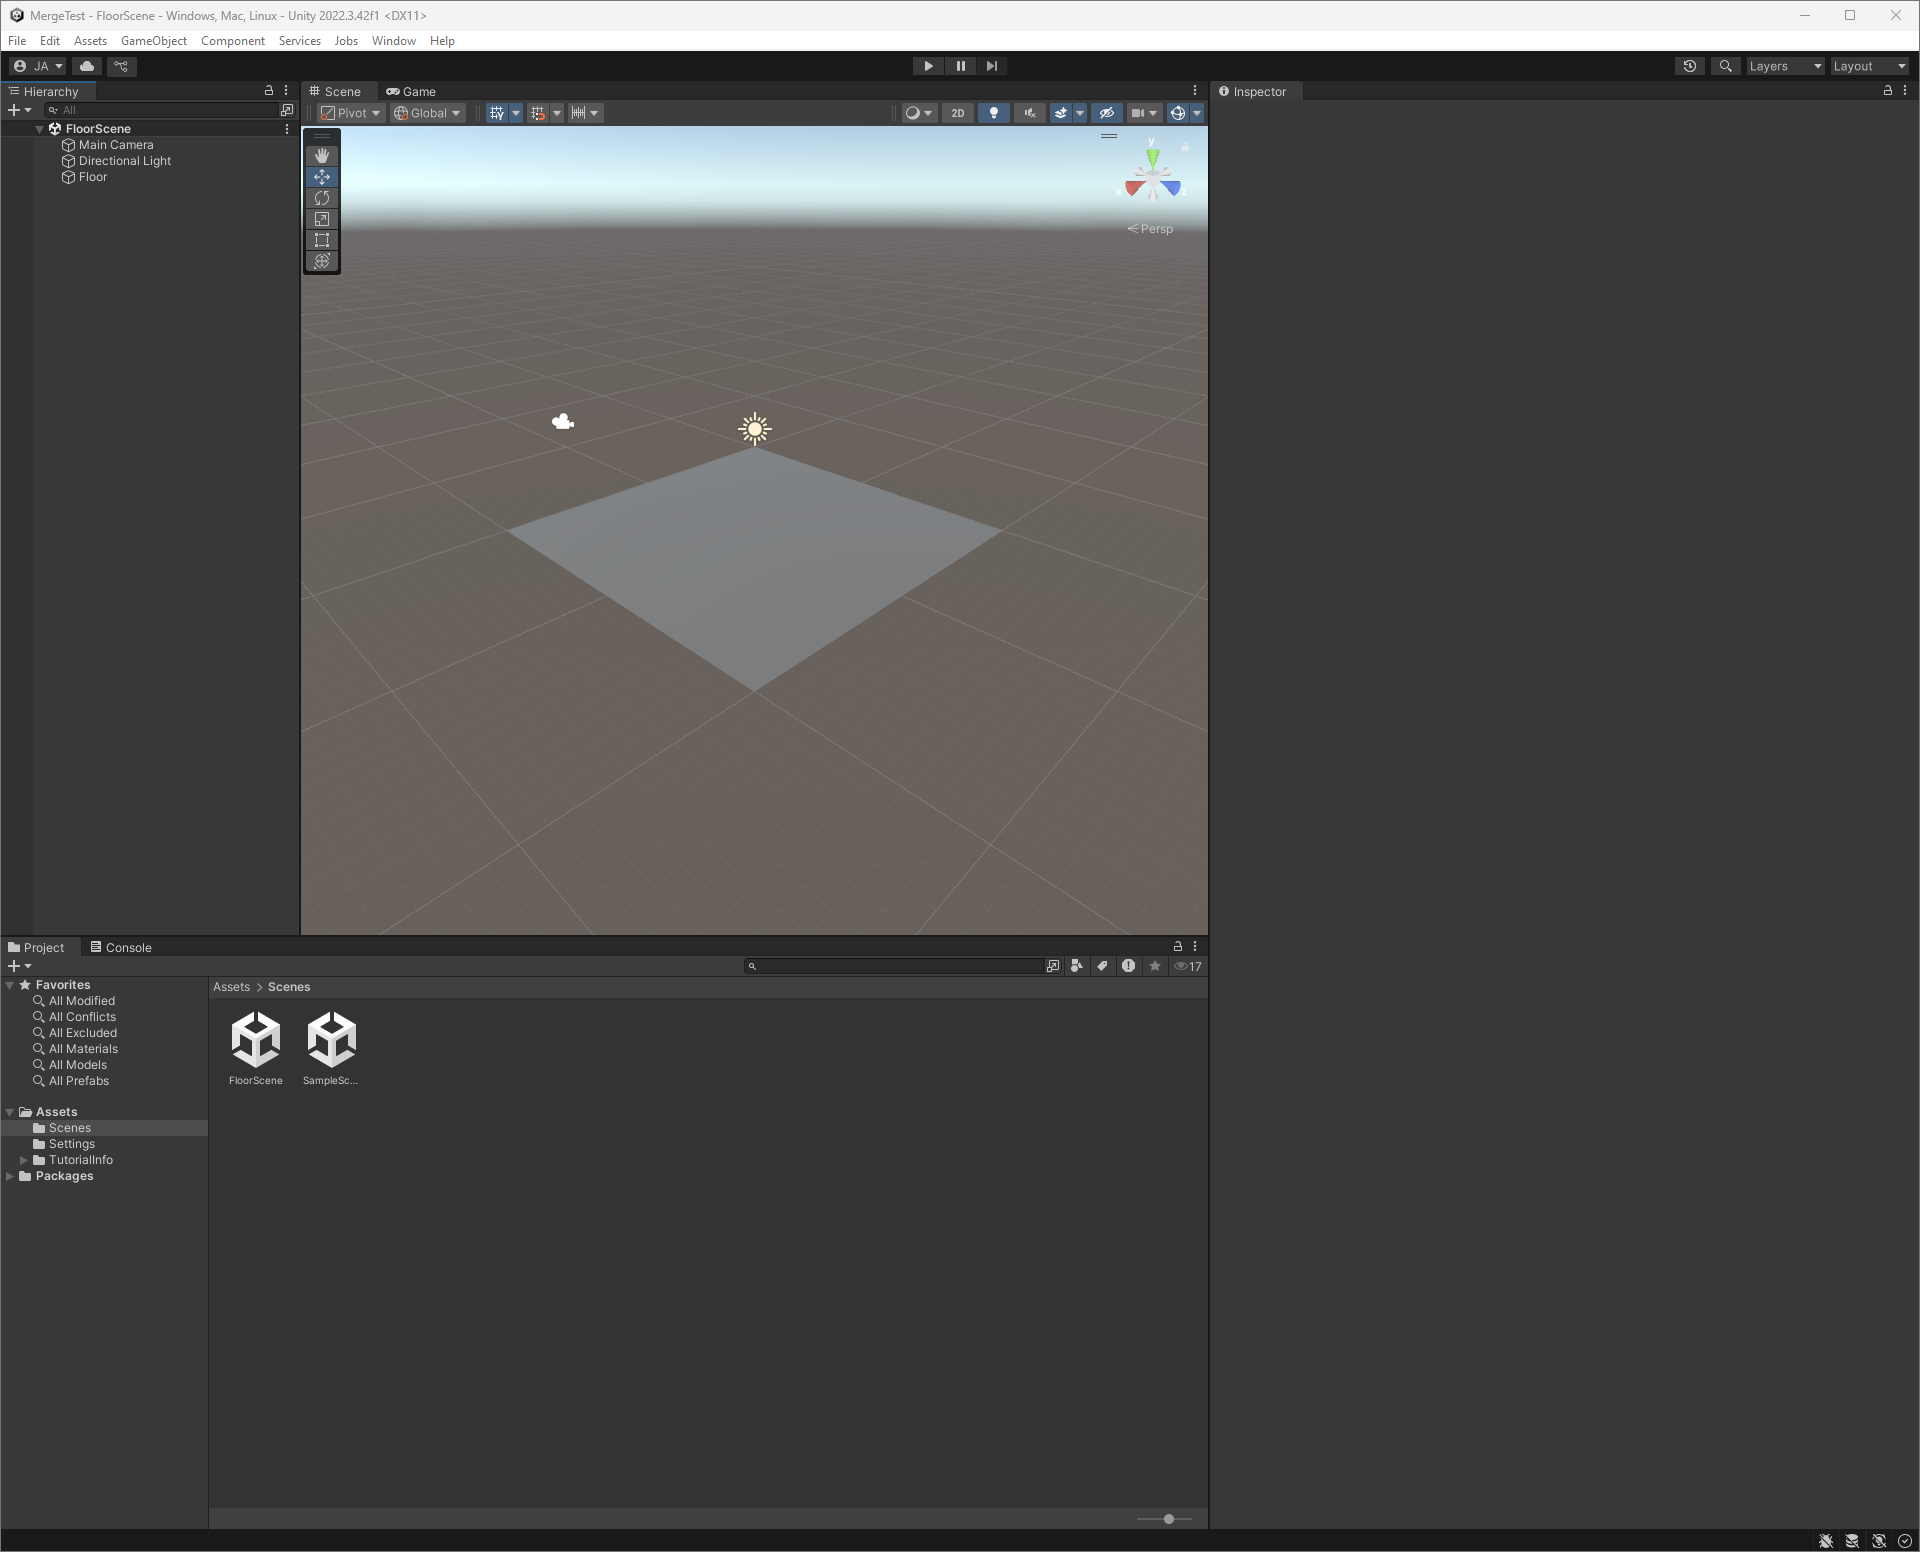 MergeTest - FloorScene - Windows, Mac, Linux - Unity 2022.3.42f1 <DX11>
File Edit Assets GameObject Component Services Jobs Window Help
JA
Layers Layout
Hierarchy
All
FloorScene
Main Camera
Directional Light
Floor
Scene Game
Pivot Global 2D
y
x z
Persp
Inspector
Project Console
17
Favorites
All Modified
All Conflicts
All Excluded
All Materials
All Models
All Prefabs
Assets
Scenes
Settings
TutorialInfo
Packages
Assets > Scenes
FloorScene SampleSc...